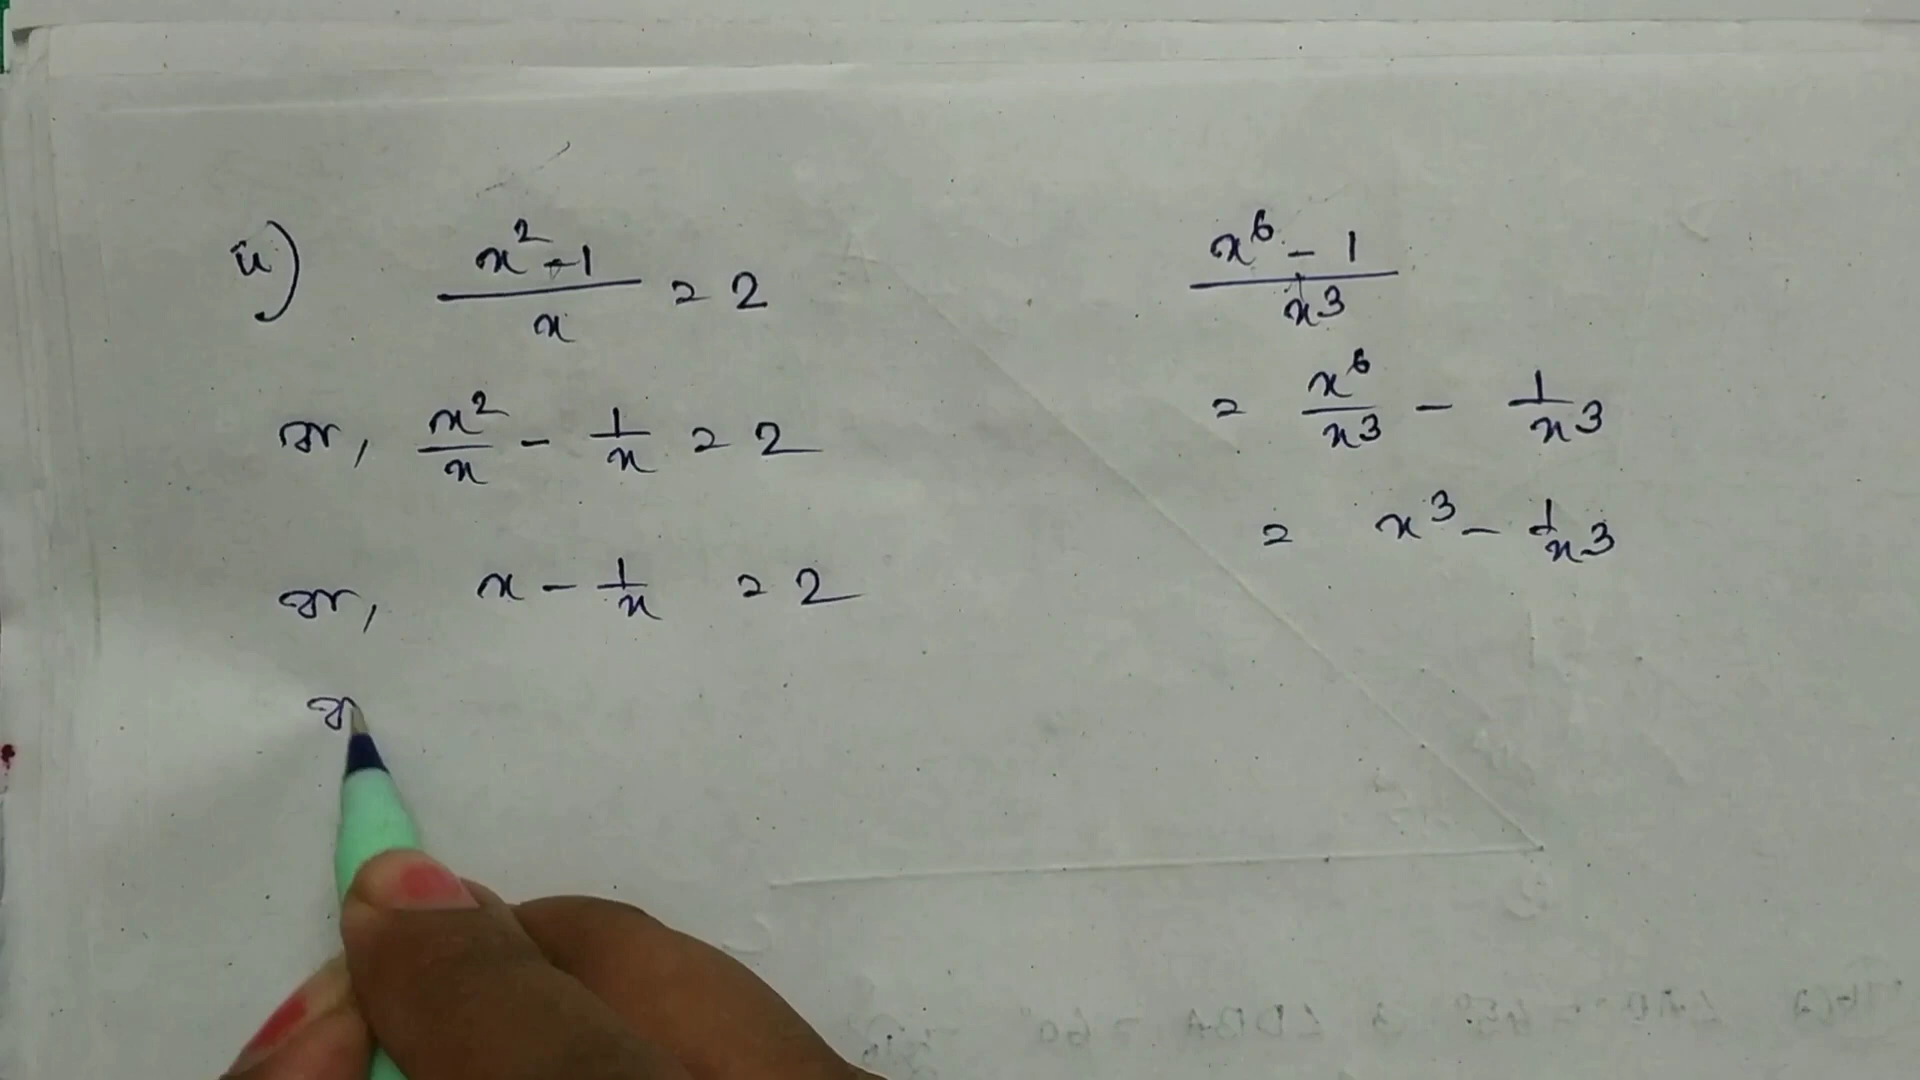 ii) (x² - 1)/x = 2
বা, x²/x - 1/x = 2
বা, x - 1/x = 2
বা
(x⁶ - 1)/x³
= x⁶/x³ - 1/x³
= x³ - 1/x³